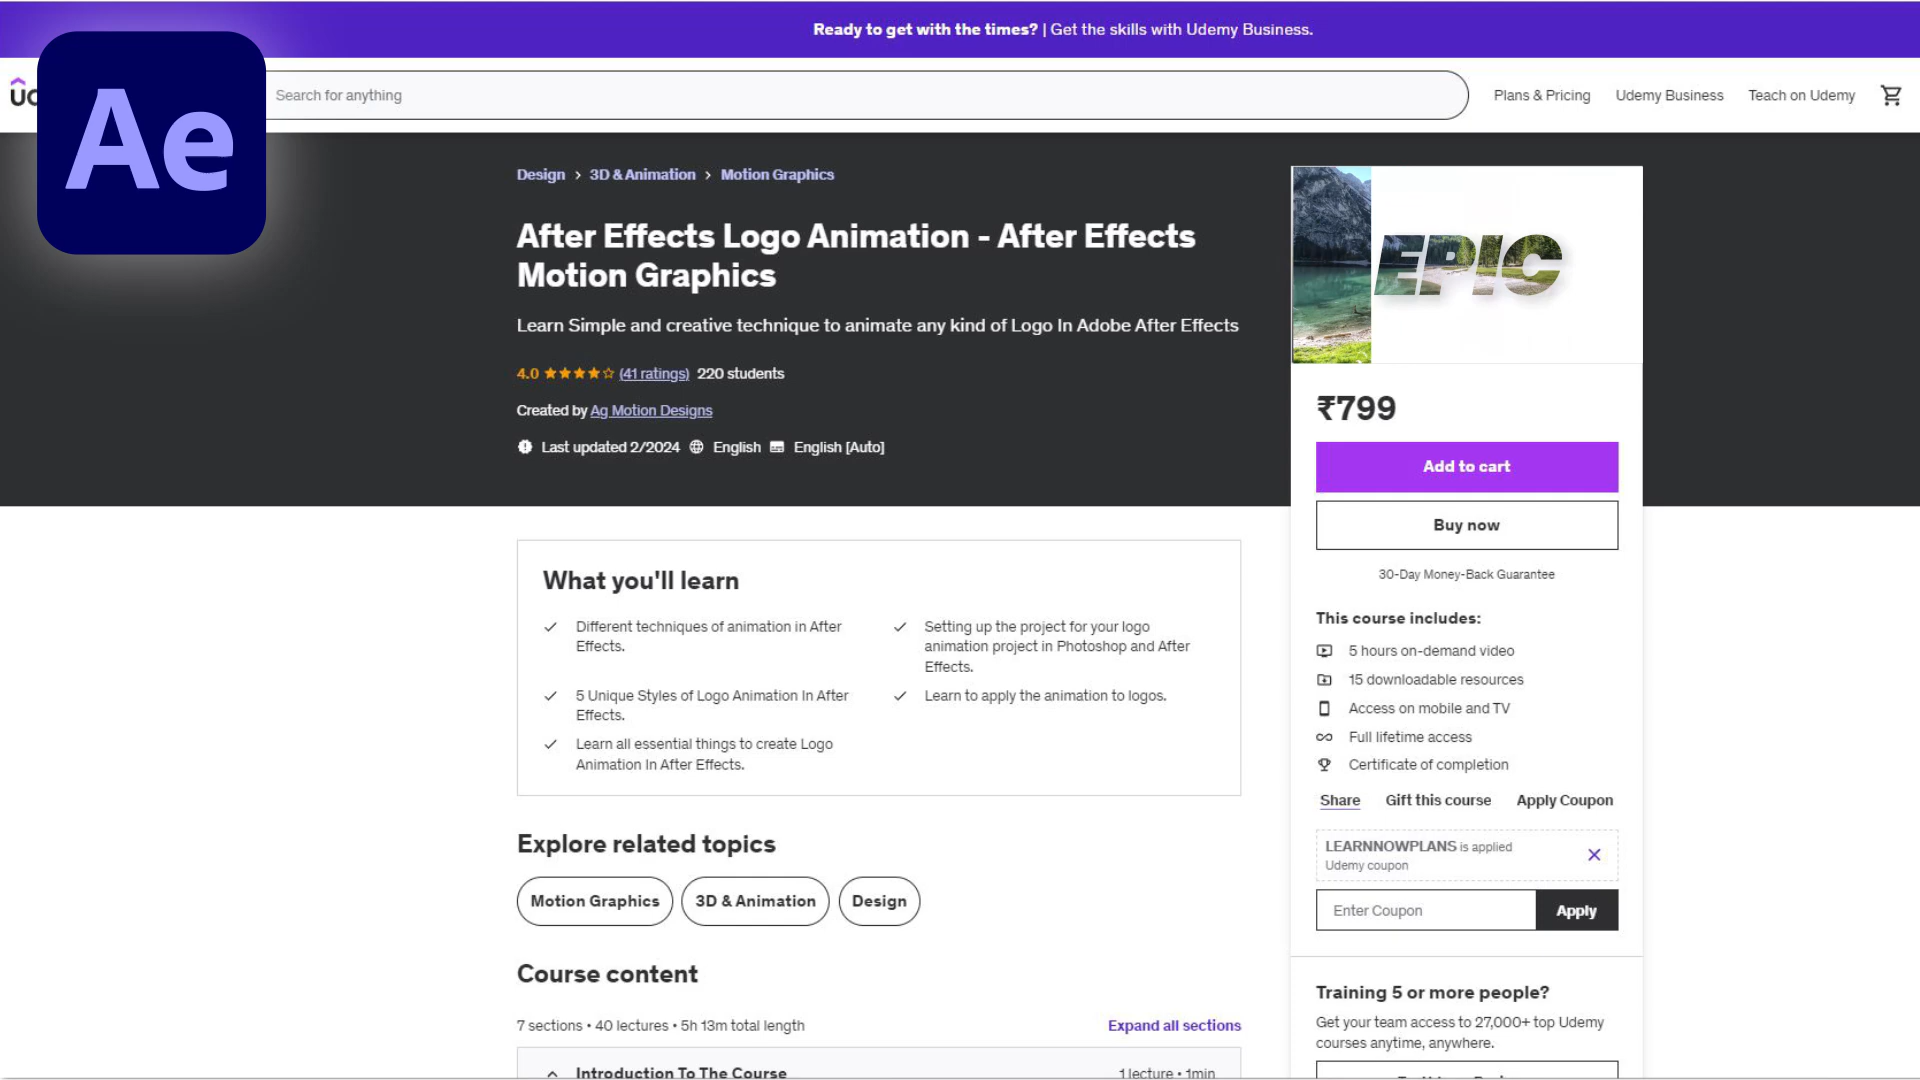 Ready to get with the times? | Get the skills with Udemy Business.
Ae
Search for anything
Plans & Pricing
Udemy Business
Teach on Udemy
Design > 3D & Animation > Motion Graphics
After Effects Logo Animation - After Effects
Motion Graphics
Learn Simple and creative technique to animate any kind of Logo In Adobe After Effects
4.0 (41 ratings) 220 students
Created by Ag Motion Designs
Last updated 2/2024 English English [Auto]
EPIC
₹799
Add to cart
Buy now
30-Day Money-Back Guarantee
This course includes:
5 hours on-demand video
15 downloadable resources
Access on mobile and TV
Full lifetime access
Certificate of completion
Share
Gift this course
Apply Coupon
LEARNNOWPLANS is applied
Udemy coupon
Enter Coupon
Apply
Training 5 or more people?
Get your team access to 27,000+ top Udemy
courses anytime, anywhere.
What you'll learn
Different techniques of animation in After
Effects.
Setting up the project for your logo
animation project in Photoshop and After
Effects.
5 Unique Styles of Logo Animation In After
Effects.
Learn to apply the animation to logos.
Learn all essential things to create Logo
Animation In After Effects.
Explore related topics
Motion Graphics
3D & Animation
Design
Course content
7 sections • 40 lectures • 5h 13m total length
Expand all sections
Introduction To The Course
1 lecture • 1min